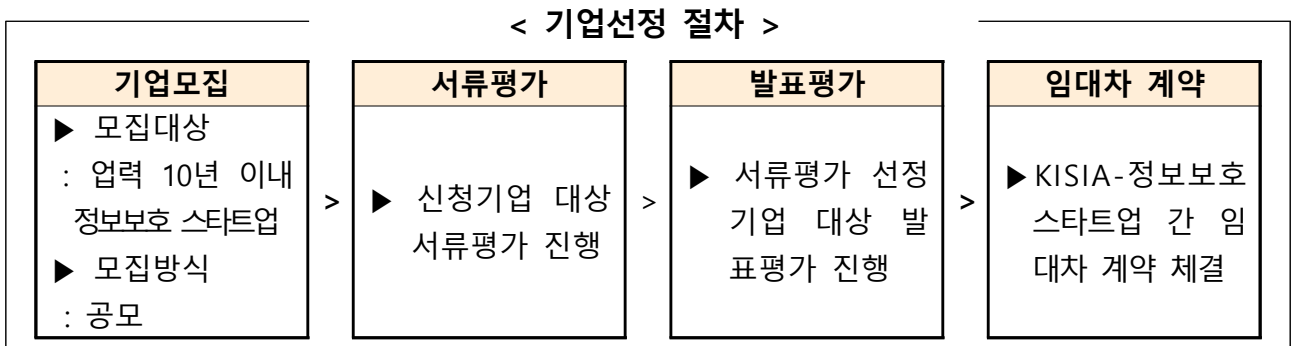 < 기업선정 절차 >
기업모집
▶ 모집대상
: 업력 10년 이내
정보보호 스타트업
▶ 모집방식
: 공모
>
서류평가
▶ 신청기업 대상
서류평가 진행
>
발표평가
▶ 서류평가 선정
기업 대상 발
표평가 진행
>
임대차 계약
▶KISIA-정보보호
스타트업 간 임
대차 계약 체결